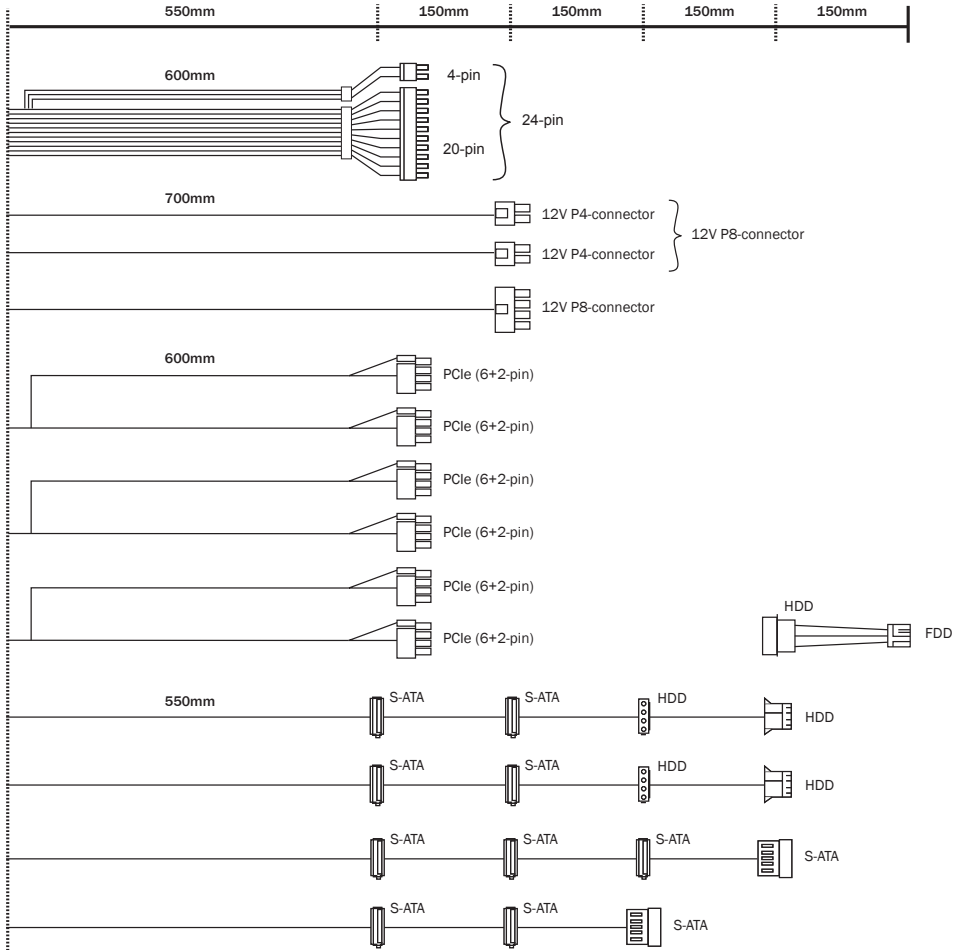 550mm 150mm 150mm 150mm 150mm
600mm
4-pin
24-pin
20-pin
700mm
12V P4-connector
12V P8-connector
12V P4-connector
12V P8-connector
600mm
PCIe (6+2-pin)
PCIe (6+2-pin)
PCIe (6+2-pin)
PCIe (6+2-pin)
PCIe (6+2-pin)
HDD
FDD
PCIe (6+2-pin)
550mm
S-ATA S-ATA HDD
HDD
S-ATA S-ATA HDD
HDD
S-ATA S-ATA S-ATA
S-ATA
S-ATA S-ATA
S-ATA